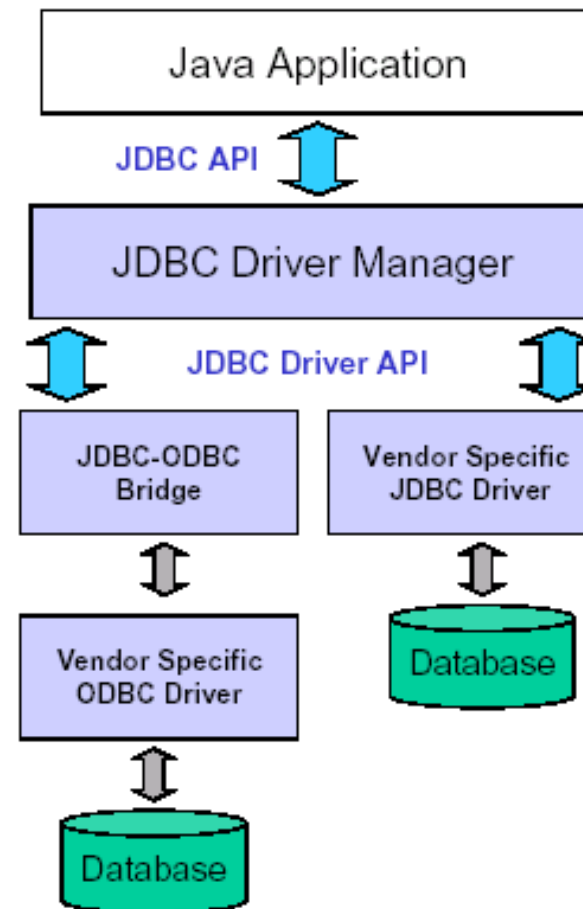 Java Application
JDBC API
JDBC Driver Manager
JDBC Driver API
JDBC-ODBC
Bridge
Vendor Specific
JDBC Driver
Vendor Specific
ODBC Driver
Database
Database